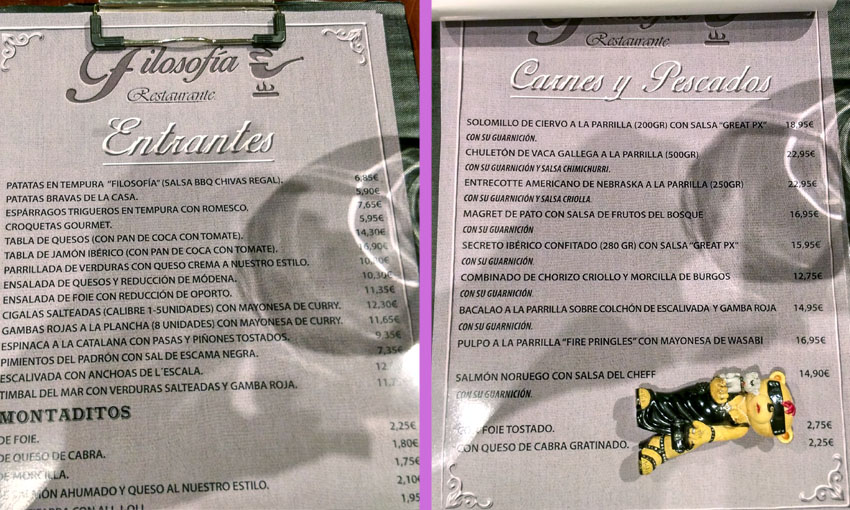 Filosofía
Restaurante
Entrantes
PATATAS EN TEMPURA "FILOSOFÍA" (SALSA BBQ CHIVAS REGAL). 6,85€
PATATAS BRAVAS DE LA CASA. 5,90€
ESPÁRRAGOS TRIGUEROS EN TEMPURA CON ROMESCO. 7,65€
CROQUETAS GOURMET. 5,95€
TABLA DE QUESOS (CON PAN DE COCA CON TOMATE). 14,30€
TABLA DE JAMÓN IBÉRICO (CON PAN DE COCA CON TOMATE).
PARRILLADA DE VERDURAS CON QUESO CREMA A NUESTRO ESTILO.
ENSALADA DE QUESOS Y REDUCCIÓN DE MÓDENA. 10,30€
ENSALADA DE FOIE CON REDUCCIÓN DE OPORTO. 11,35€
CIGALAS SALTEADAS (CALIBRE 1-5UNIDADES) CON MAYONESA DE CURRY. 12,30€
GAMBAS ROJAS A LA PLANCHA (8 UNIDADES) CON MAYONESA DE CURRY. 11,65€
ESPINACA A LA CATALANA CON PASAS Y PIÑONES TOSTADOS. 9,35€
PIMIENTOS DEL PADRÓN CON SAL DE ESCAMA NEGRA. 7,35€
ESCALIVADA CON ANCHOAS DE L´ESCALA. 12
TIMBAL DEL MAR CON VERDURAS SALTEADAS Y GAMBA ROJA.
MONTADITOS
DE FOIE. 2,25€
DE QUESO DE CABRA. 1,80€
DE MORCILLA. 1,75€
DE SALMÓN AHUMADO Y QUESO AL NUESTRO ESTILO. 2,10€
CON ALL-I-OLI 1,95
Filosofía
Restaurante
Carnes y Pescados
SOLOMILLO DE CIERVO A LA PARRILLA (200GR) CON SALSA "GREAT PX" 18,95€
CON SU GUARNICIÓN.
CHULETÓN DE VACA GALLEGA A LA PARRILLA (500GR) 22,95€
CON SU GUARNICIÓN Y SALSA CHIMICHURRI.
ENTRECOTTE AMERICANO DE NEBRASKA A LA PARRILLA (250GR) 22,95€
CON SU GUARNICIÓN Y SALSA CRIOLLA.
MAGRET DE PATO CON SALSA DE FRUTOS DEL BOSQUE 16,95€
CON SU GUARNICIÓN
SECRETO IBÉRICO CONFITADO (280 GR) CON SALSA "GREAT PX" 15,95€
CON SU GUARNICIÓN.
COMBINADO DE CHORIZO CRIOLLO Y MORCILLA DE BURGOS 12,75€
CON SU GUARNICIÓN.
BACALAO A LA PARRILLA SOBRE COLCHÓN DE ESCALIVADA Y GAMBA ROJA 14,95€
CON SU GUARNICIÓN.
PULPO A LA PARRILLA "FIRE PRINGLES" CON MAYONESA DE WASABI 16,95€
SALMÓN NORUEGO CON SALSA DEL CHEFF 14,90€
CON SU GUARNICIÓN.
FOIE TOSTADO. 2,75€
CON QUESO DE CABRA GRATINADO. 2,25€